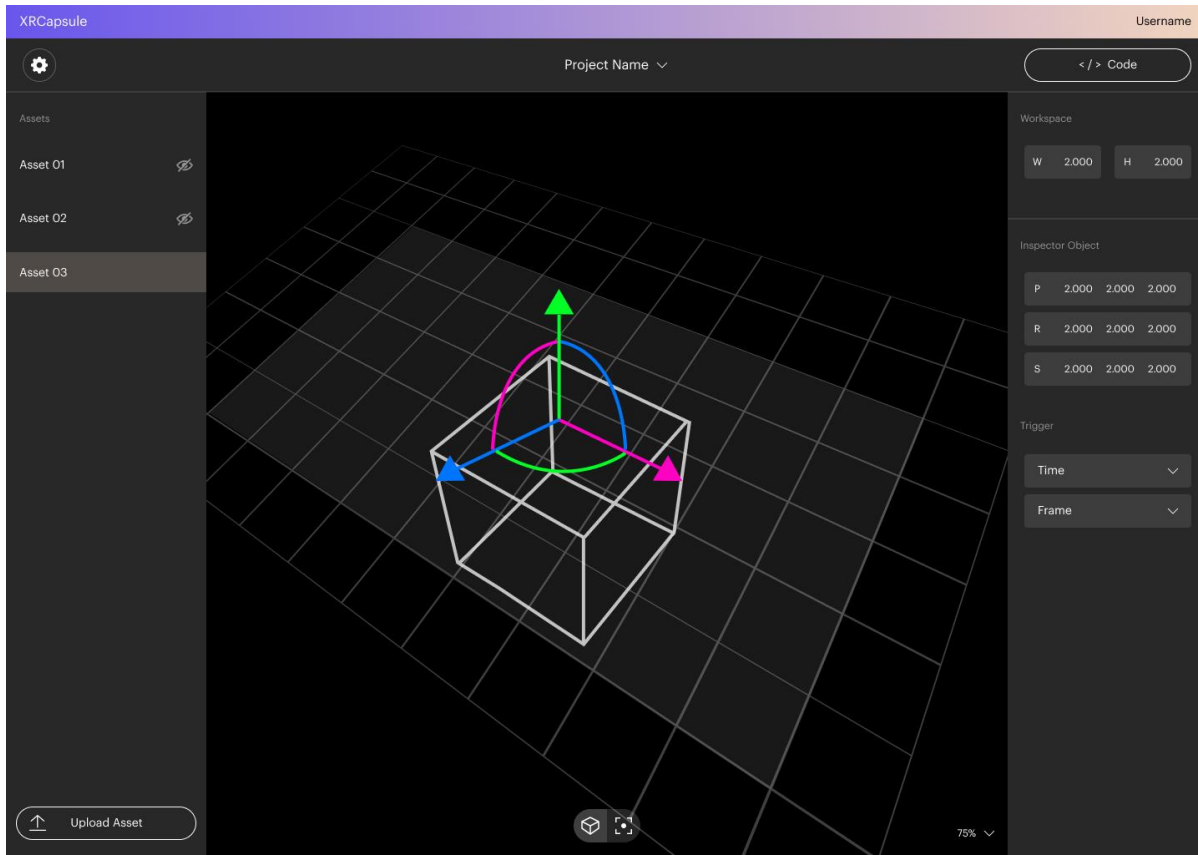 XRCapsule
Username
Project Name
</> Code
Assets
Asset 01
Asset 02
Asset 03
Upload Asset
75%
Workspace
W 2.000 H 2.000
Inspector Object
P 2.000 2.000 2.000
R 2.000 2.000 2.000
S 2.000 2.000 2.000
Trigger
Time
Frame